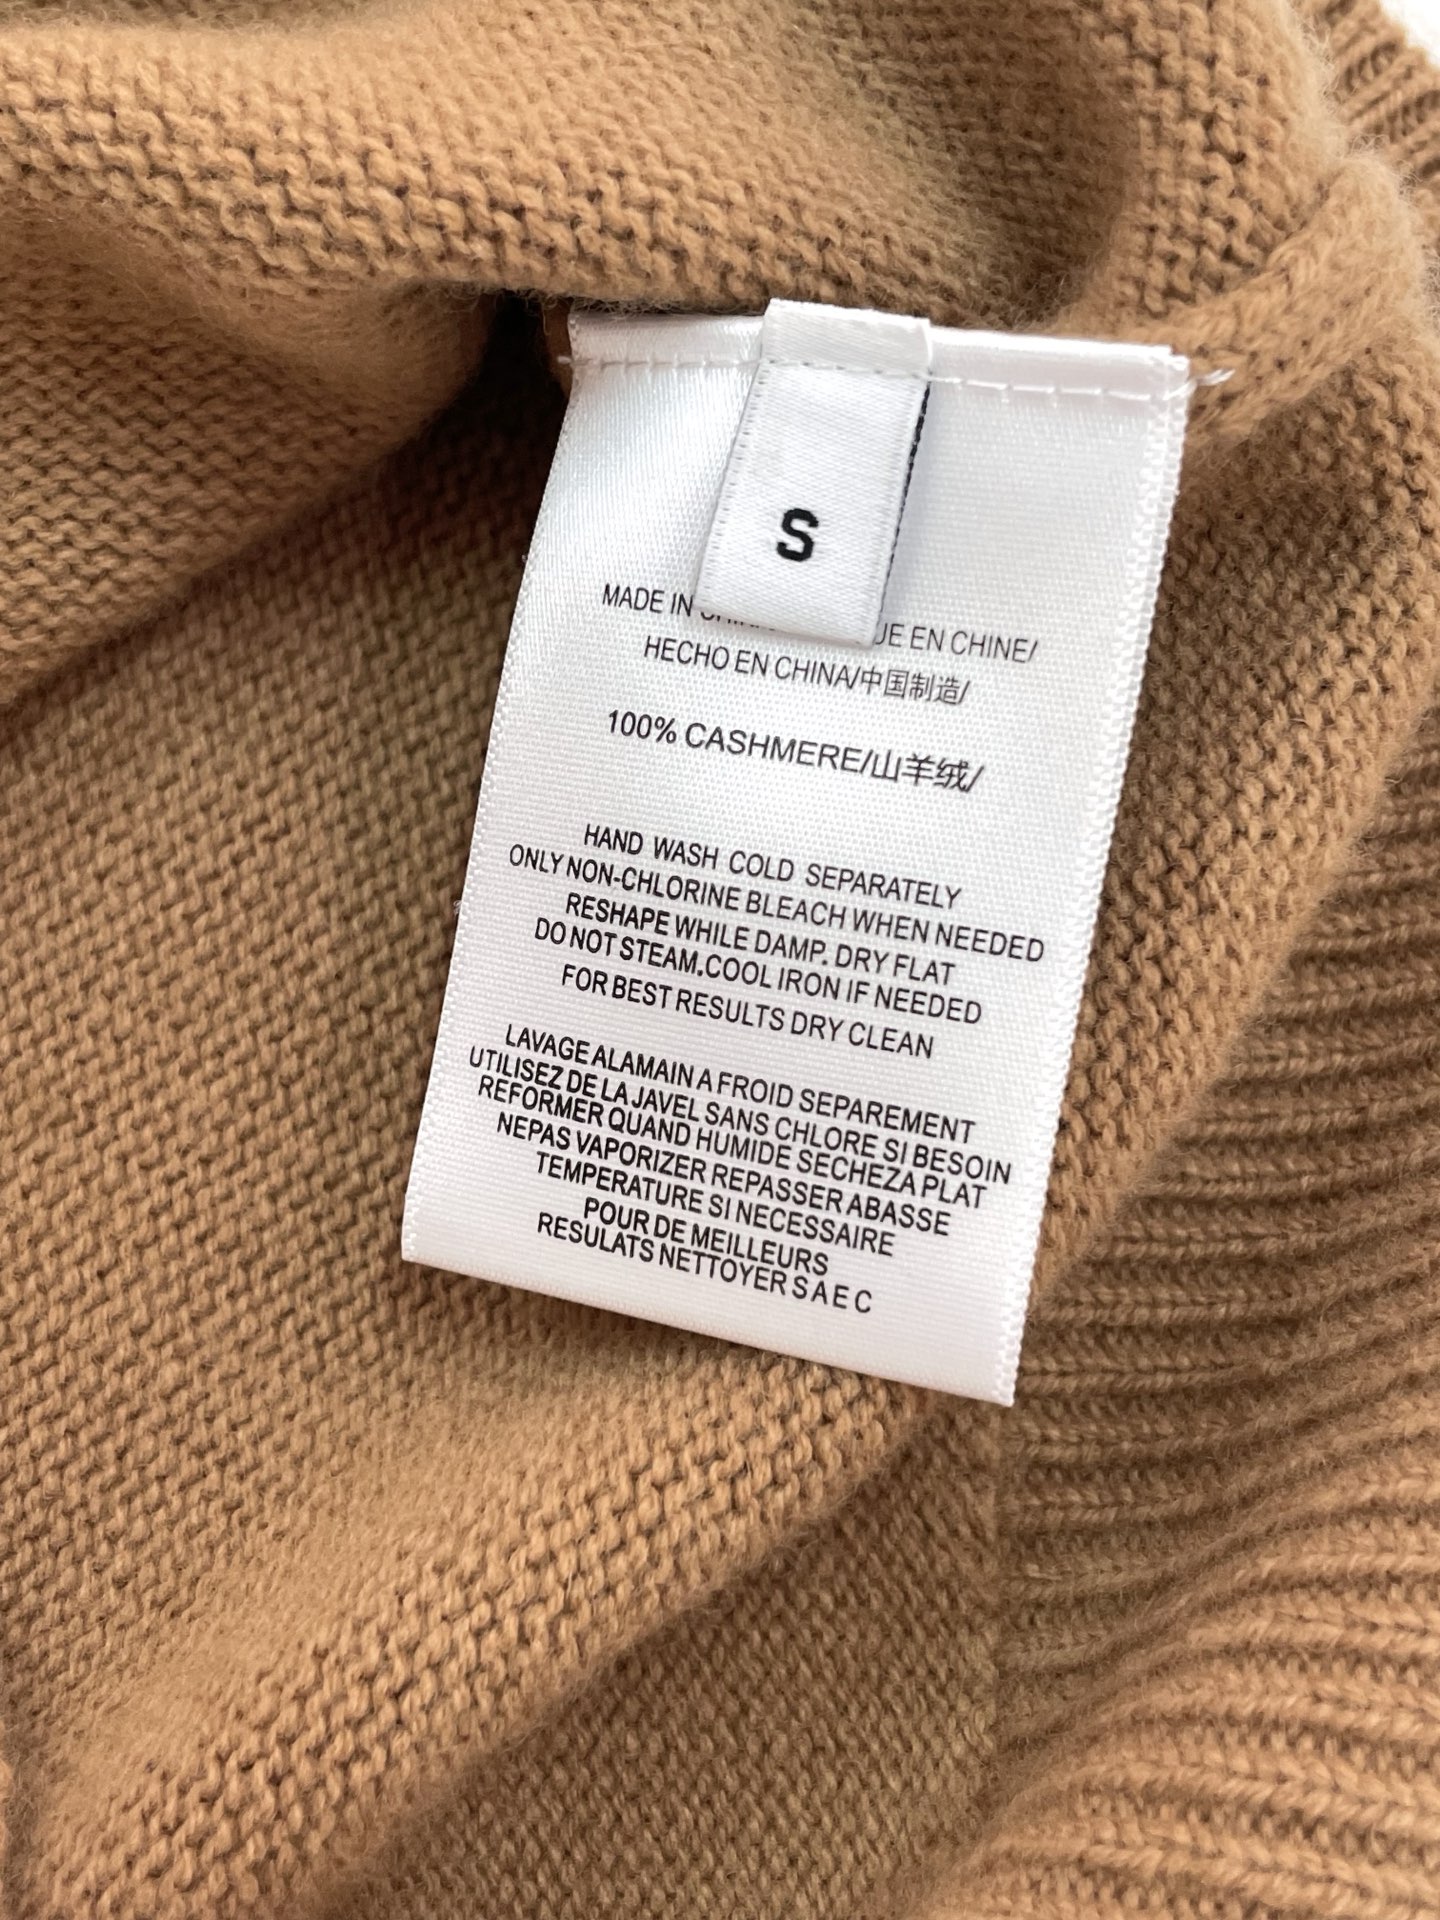 S
MADE IN EN CHINE/
HECHO EN CHINA/中国制造/
100% CASHMERE/山羊绒/
HAND WASH COLD SEPARATELY
ONLY NON-CHLORINE BLEACH WHEN NEEDED
RESHAPE WHILE DAMP. DRY FLAT
DO NOT STEAM.COOL IRON IF NEEDED
FOR BEST RESULTS DRY CLEAN
LAVAGE ALAMAIN A FROID SEPAREMENT
UTILISEZ DE LA JAVEL SANS CHLORE SI BESOIN
REFORMER QUAND HUMIDE SECHEZA PLAT
NEPAS VAPORIZER REPASSER ABASSE
TEMPERATURE SI NECESSAIRE
POUR DE MEILLEURS
RESULATS NETTOYER S A E C